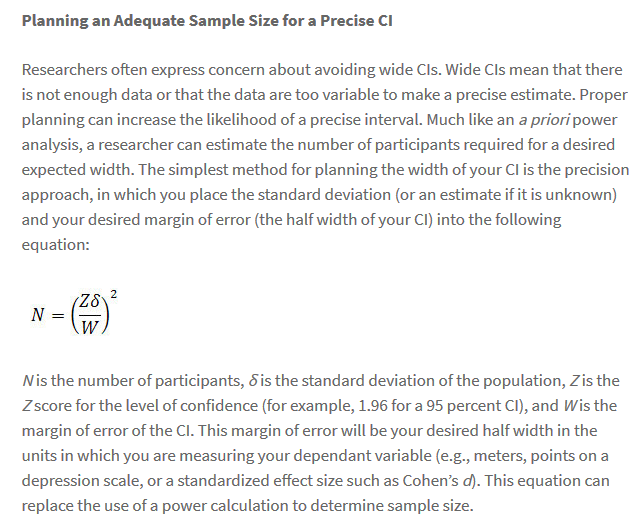 Planning an Adequate Sample Size for a Precise CI
Researchers often express concern about avoiding wide CIs. Wide CIs mean that there
is not enough data or that the data are too variable to make a precise estimate. Proper
planning can increase the likelihood of a precise interval. Much like an a priori power
analysis, a researcher can estimate the number of participants required for a desired
expected width. The simplest method for planning the width of your CI is the precision
approach, in which you place the standard deviation (or an estimate if it is unknown)
and your desired margin of error (the half width of your CI) into the following
equation:
N = (Zδ/W)²
N is the number of participants, δ is the standard deviation of the population, Z is the
Z score for the level of confidence (for example, 1.96 for a 95 percent CI), and W is the
margin of error of the CI. This margin of error will be your desired half width in the
units in which you are measuring your dependant variable (e.g., meters, points on a
depression scale, or a standardized effect size such as Cohen’s d). This equation can
replace the use of a power calculation to determine sample size.